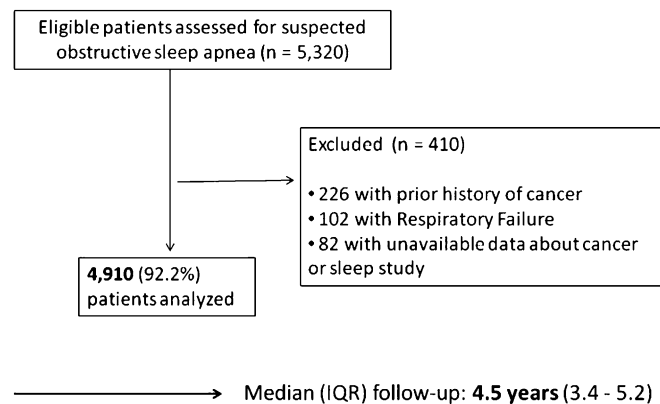 Eligible patients assessed for suspected
obstructive sleep apnea (n = 5,320)
Excluded (n = 410)
• 226 with prior history of cancer
• 102 with Respiratory Failure
• 82 with unavailable data about cancer
or sleep study
4,910 (92.2%)
patients analyzed
Median (IQR) follow-up: 4.5 years (3.4 - 5.2)